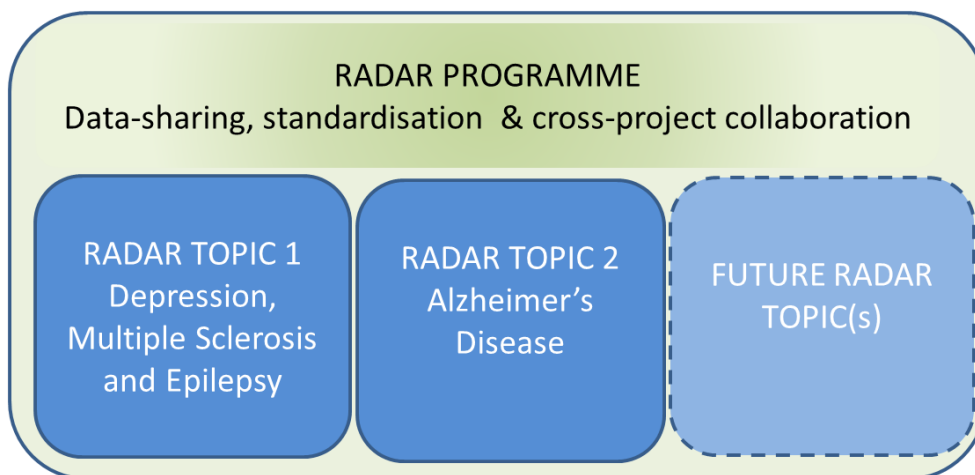 RADAR PROGRAMME
Data-sharing, standardisation & cross-project collaboration
RADAR TOPIC 1
Depression,
Multiple Sclerosis
and Epilepsy
RADAR TOPIC 2
Alzheimer’s
Disease
FUTURE RADAR
TOPIC(s)